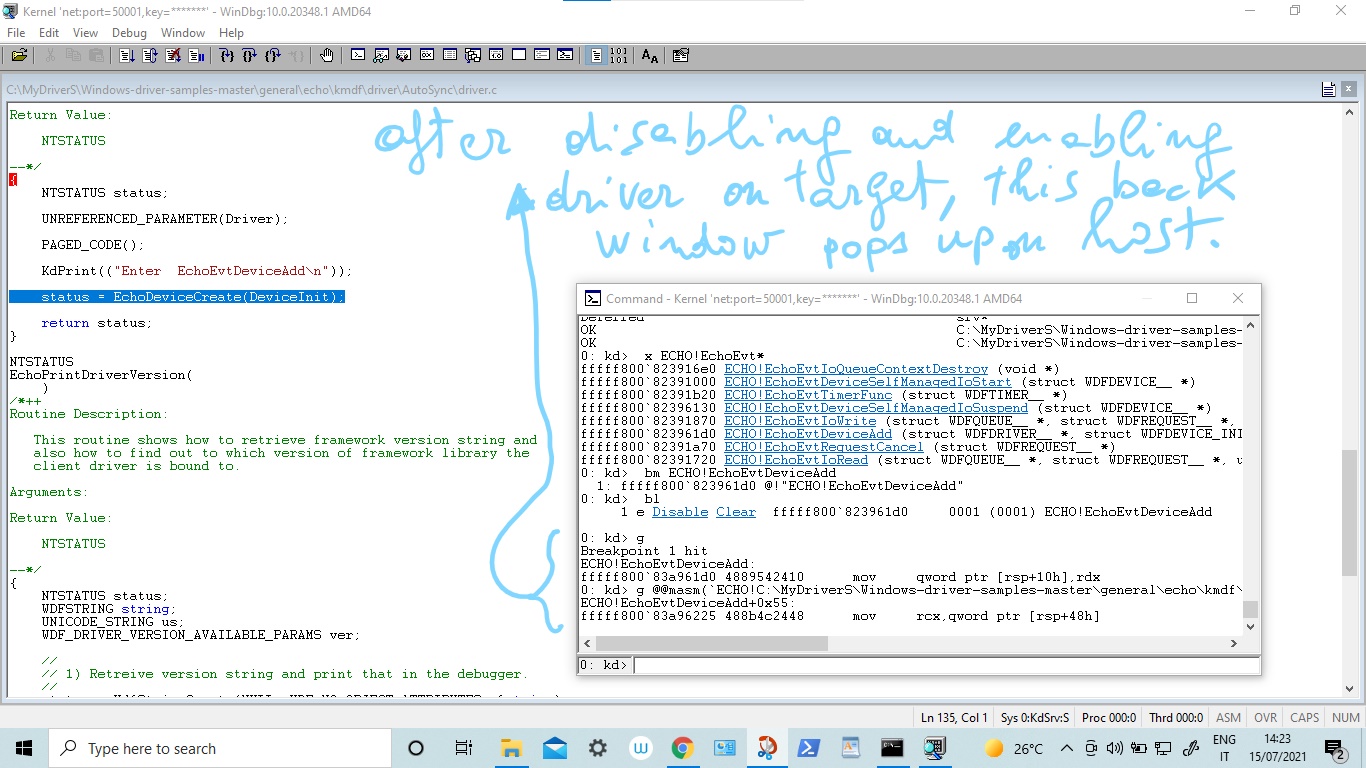 Kernel 'net:port=50001,key=*******' - WinDbg:10.0.20348.1 AMD64
File Edit View Debug Window Help
C:\MyDriverS\Windows-driver-samples-master\general\echo\kmdf\driver\AutoSync\driver.c
Return Value:
NTSTATUS
--*/
{
NTSTATUS status;
UNREFERENCED_PARAMETER(Driver);
PAGED_CODE();
KdPrint(("Enter  EchoEvtDeviceAdd\n"));
status = EchoDeviceCreate(DeviceInit);
return status;
}
NTSTATUS
EchoPrintDriverVersion(
)
/*++
Routine Description:
This routine shows how to retrieve framework version string and
also how to find out to which version of framework library the
client driver is bound to.
Arguments:
Return Value:
NTSTATUS
--*/
{
NTSTATUS status;
WDFSTRING string;
UNICODE_STRING us;
WDF_DRIVER_VERSION_AVAILABLE_PARAMS ver;
//
// 1) Retreive version string and print that in the debugger.
//
after disabling and enabling
driver on target, this back
window pops up on host.
Command - Kernel 'net:port=50001,key=*******' - WinDbg:10.0.20348.1 AMD64
Deferred srv*
OK C:\MyDriverS\Windows-driver-samples-
OK C:\MyDriverS\Windows-driver-samples-
0: kd> x ECHO!EchoEvt*
fffff800`823916e0 ECHO!EchoEvtIoQueueContextDestroy (void *)
fffff800`82391000 ECHO!EchoEvtDeviceSelfManagedIoStart (struct WDFDEVICE__ *)
fffff800`82391b20 ECHO!EchoEvtTimerFunc (struct WDFTIMER__ *)
fffff800`82396130 ECHO!EchoEvtDeviceSelfManagedIoSuspend (struct WDFDEVICE__ *)
fffff800`82391870 ECHO!EchoEvtIoWrite (struct WDFQUEUE__ *, struct WDFREQUEST__ *,
fffff800`823961d0 ECHO!EchoEvtDeviceAdd (struct WDFDRIVER__ *, struct WDFDEVICE_INI
fffff800`82391a70 ECHO!EchoEvtRequestCancel (struct WDFREQUEST__ *)
fffff800`82391720 ECHO!EchoEvtIoRead (struct WDFQUEUE__ *, struct WDFREQUEST__ *, u
0: kd> bm ECHO!EchoEvtDeviceAdd
1: fffff800`823961d0 @!"ECHO!EchoEvtDeviceAdd"
0: kd> bl
1 e Disable Clear fffff800`823961d0 0001 (0001) ECHO!EchoEvtDeviceAdd
0: kd> g
Breakpoint 1 hit
ECHO!EchoEvtDeviceAdd:
fffff800`83a961d0 4889542410 mov qword ptr [rsp+10h],rdx
0: kd> g @@masm(`ECHO!C:\MyDriverS\Windows-driver-samples-master\general\echo\kmdf\
ECHO!EchoEvtDeviceAdd+0x55:
fffff800`83a96225 488b4c2448 mov rcx,qword ptr [rsp+48h]
0: kd>
Ln 135, Col 1 Sys 0:KdSrv:S Proc 000:0 Thrd 000:0 ASM OVR CAPS NUM
Type here to search
26°C
ENG
IT
14:23
15/07/2021
2